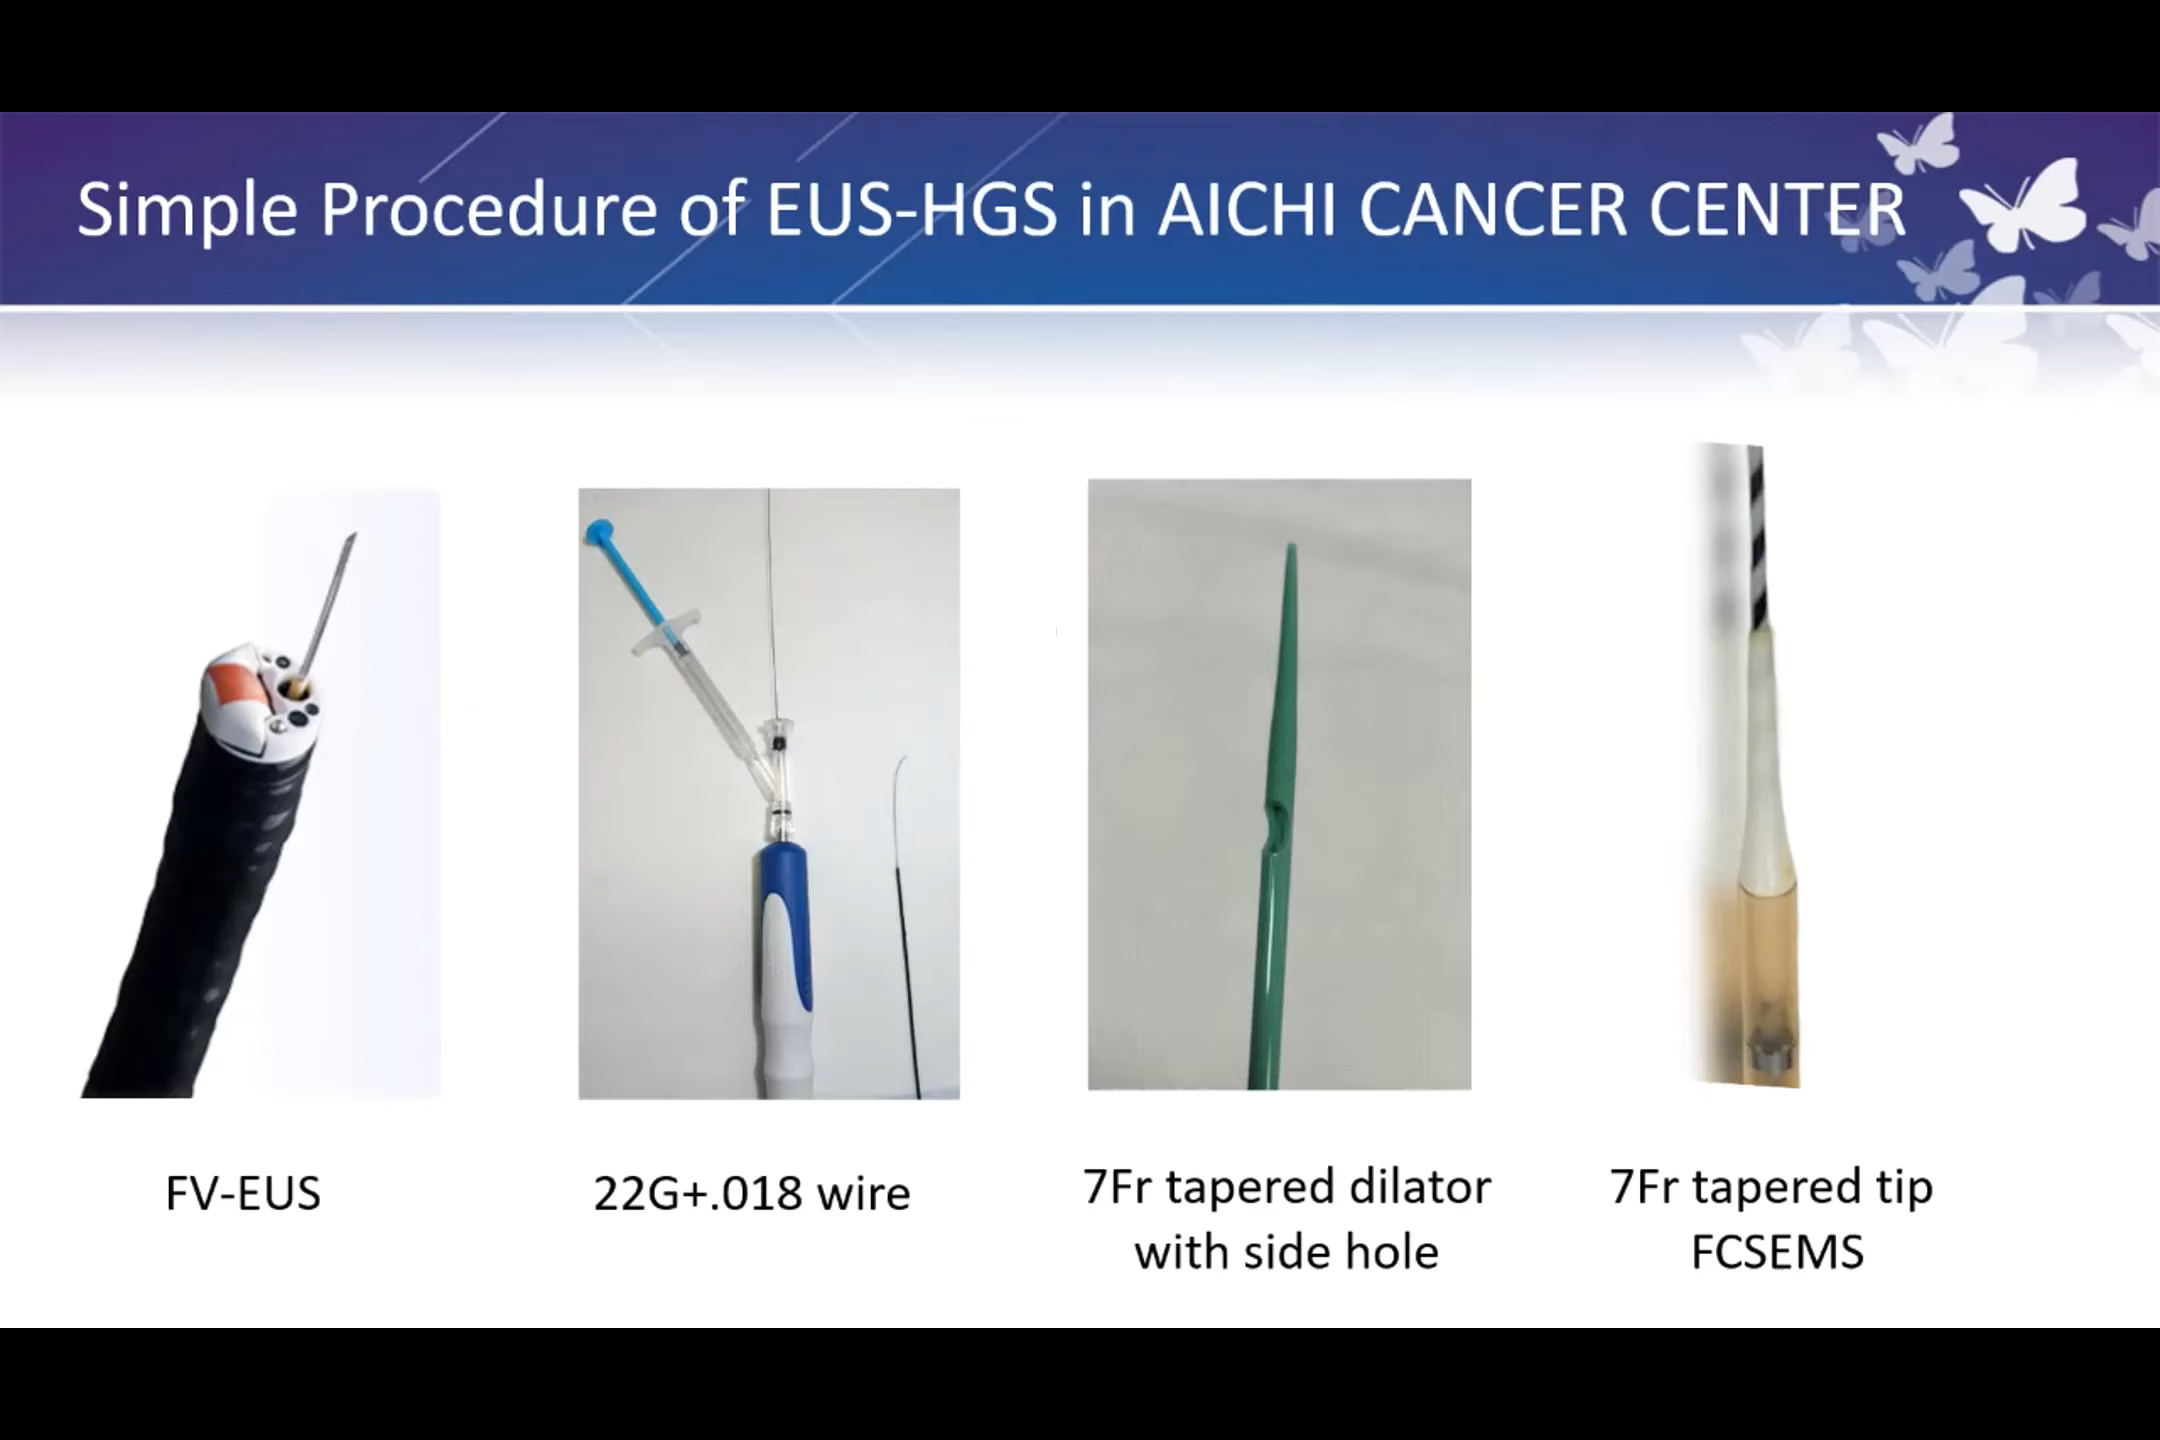 Simple Procedure of EUS-HGS in AICHI CANCER CENTER
FV-EUS
22G+.018 wire
7Fr tapered dilator
with side hole
7Fr tapered tip
FCSEMS